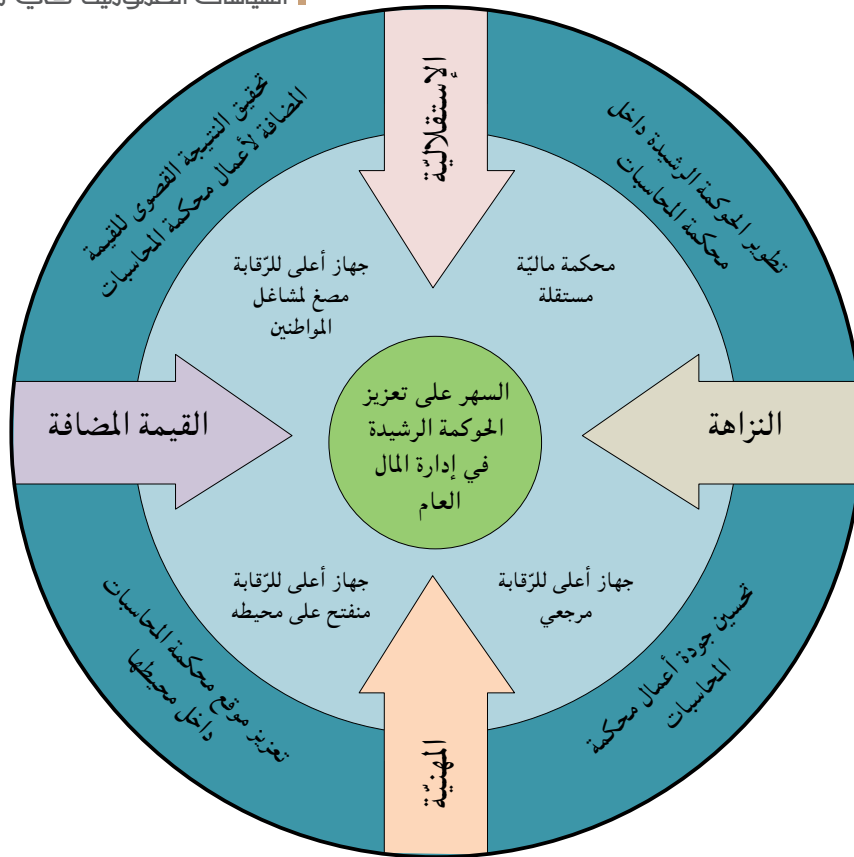 الإستقلاليّة
تطوير الحوكمة الرشيدة داخل
محكمة المحاسبات
تحقيق النتيجة القصوى للقيمة
المضافة لأعمال محكمة المحاسبات
محكمة ماليّة
مستقلة
جهاز أعلى للرّقابة
مصغ لمشاغل
المواطنين
النزاهة
السهر على تعزيز
الحوكمة الرشيدة
في إدارة المال
العام
القيمة المضافة
جهاز أعلى للرّقابة
مرجعي
جهاز أعلى للرّقابة
منفتح على محيطه
تحسين جودة أعمال محكمة
المحاسبات
تعزيز موقع محكمة المحاسبات
داخل محيطها
المهنيّة